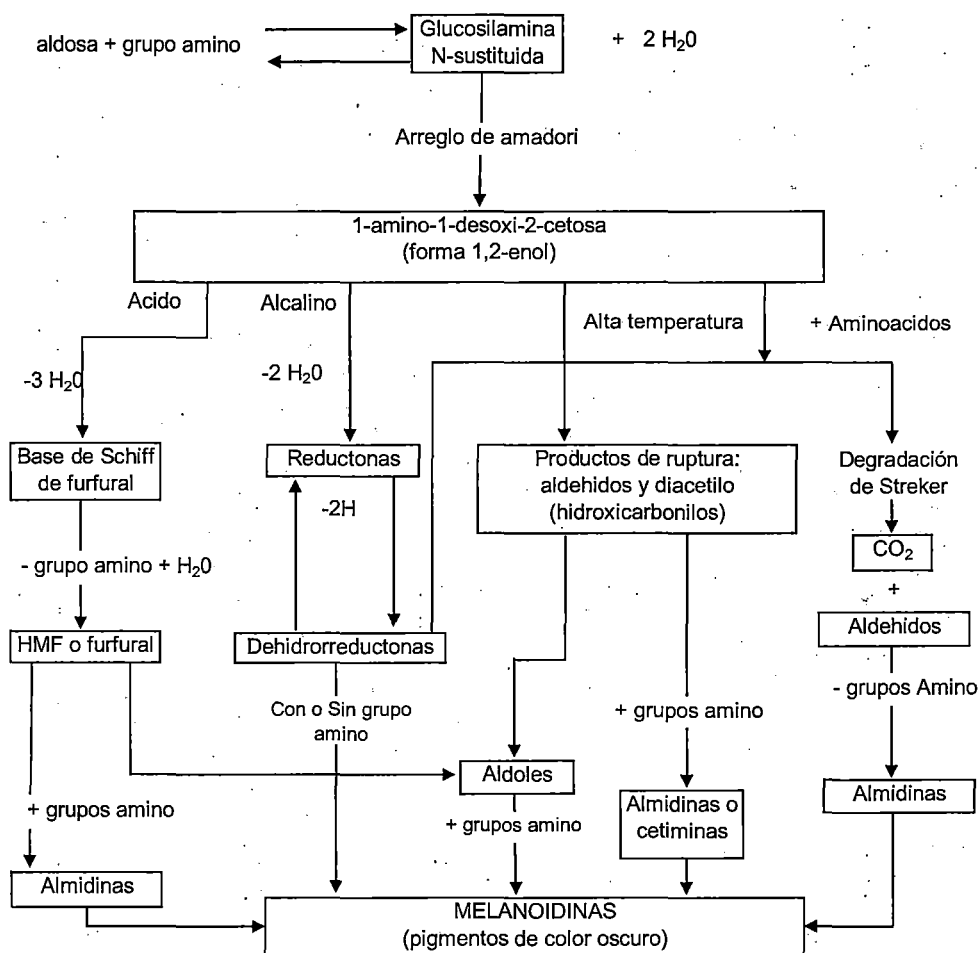 aldosa + grupo amino
Glucosilamina
N-sustituida
+ 2 H₂0
Arreglo de amadori
1-amino-1-desoxi-2-cetosa
(forma 1,2-enol)
Acido
Alcalino
Alta temperatura
+ Aminoacidos
-3 H₂0
-2 H₂0
Base de Schiff
de furfural
Reductonas
Productos de ruptura:
aldehidos y diacetilo
(hidroxicarbonilos)
Degradación
de Streker
-2H
CO₂
+
- grupo amino + H₂0
HMF o furfural
Dehidrorreductonas
Aldehidos
- grupos Amino
Con o Sin grupo
amino
+ grupos amino
Aldoles
Almidinas
+ grupos amino
+ grupos amino
Almidinas o
cetiminas
Almidinas
MELANOIDINAS
(pigmentos de color oscuro)